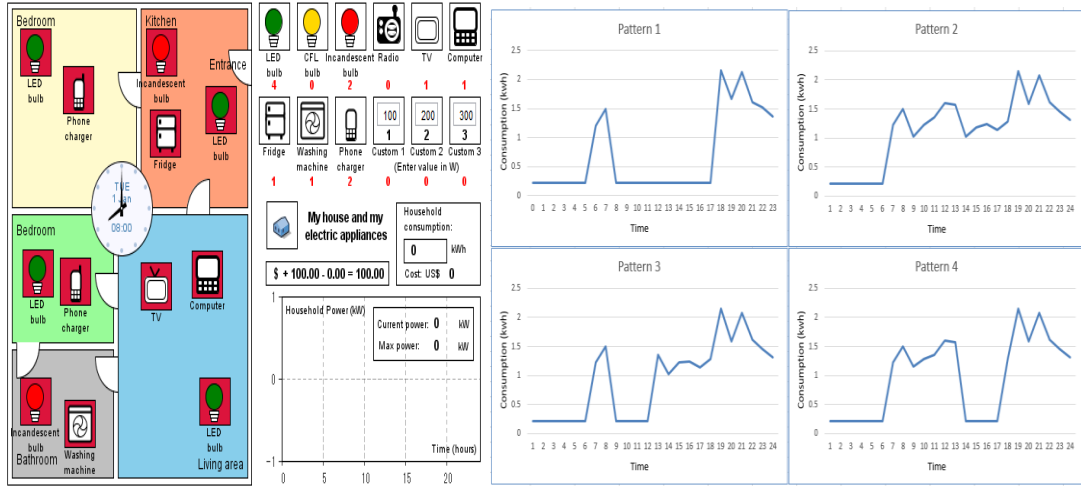 Bedroom
LED
bulb
Phone
charger
Kitchen
Incandescent
bulb
Entrance
Fridge
LED
bulb
TUE
1 Jan
08:00
Bedroom
LED
bulb
Phone
charger
TV
Computer
Incandescent
bulb
Bathroom
Washing
machine
LED
bulb
Living area
LED
bulb
CFL
bulb
Incandescent
bulb
Radio
TV
Computer
4 0 2 0 1 1
100 200 300
1 2 3
Fridge
Washing
machine
Phone
charger
Custom 1 Custom 2 Custom 3
(Enter value in W)
1 1 2 0 0 0
My house and my
electric appliances
Household
consumption:
0 kWh
Cost: US$ 0
$ + 100.00 - 0.00 = 100.00
Household Power (kW)
Current power: 0 kW
Max power: 0 kW
1
0
−1
Time (hours)
0 5 10 15 20
Pattern 1
Consumption (kwh)
2.5
2
1.5
1
0.5
0
0 1 2 3 4 5 6 7 8 9 10 11 12 13 14 15 16 17 18 19 20 21 22 23
Time
Pattern 2
Consumption (kwh)
2.5
2
1.5
1
0.5
0
1 2 3 4 5 6 7 8 9 10 11 12 13 14 15 16 17 18 19 20 21 22 23 24
Time
Pattern 3
Consumption (kwh)
2.5
2
1.5
1
0.5
0
1 2 3 4 5 6 7 8 9 10 11 12 13 14 15 16 17 18 19 20 21 22 23 24
Time
Pattern 4
Consumption (kwh)
2.5
2
1.5
1
0.5
0
1 2 3 4 5 6 7 8 9 10 11 12 13 14 15 16 17 18 19 20 21 22 23 24
Time